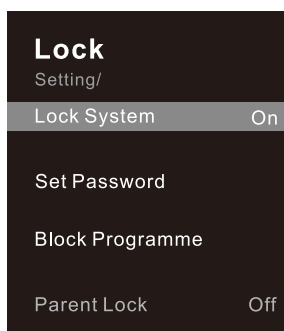 Lock
Setting/
Lock System On
Set Password
Block Programme
Parent Lock Off